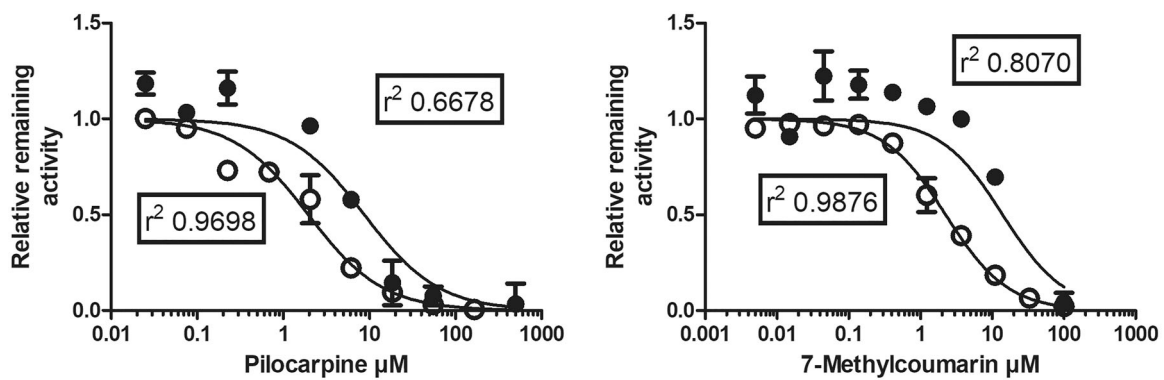 Relative remaining
activity
1.5
1.0
0.5
0.0
r² 0.6678
r² 0.9698
0.01 0.1 1 10 100 1000
Pilocarpine µM
Relative remaining
activity
1.5
1.0
0.5
0.0
r² 0.8070
r² 0.9876
0.001 0.01 0.1 1 10 100 1000
7-Methylcoumarin µM